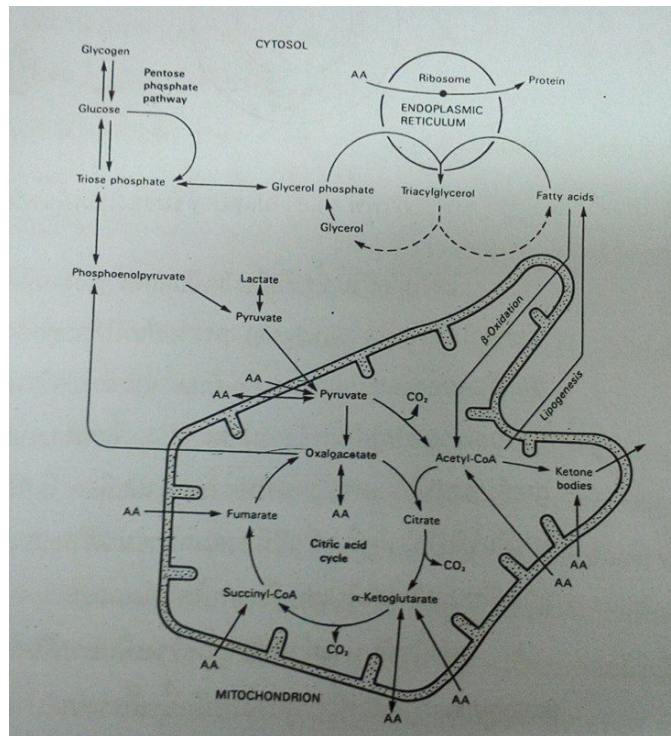 CYTOSOL
Glycogen
Pentose
phqsphate
pathway
Glucose
AA
Ribosome
Protein
ENDOPLASMIC
RETICULUM
Triose phosphate
Glycerol phosphate
Triacylglycerol
Fatty acids
Glycerol
Phosphoenolpyruvate
Lactate
Pyruvate
β-Oxidation
Lipogenesis
AA
AA
Pyruvate
CO₂
Oxaloacetate
Acetyl-CoA
Ketone
bodies
AA
Fumarate
AA
Citrate
Citric acid
cycle
CO₂
AA
AA
Succinyl-CoA
α-Ketoglutarate
CO₂
AA
AA
AA
MITOCHONDRION